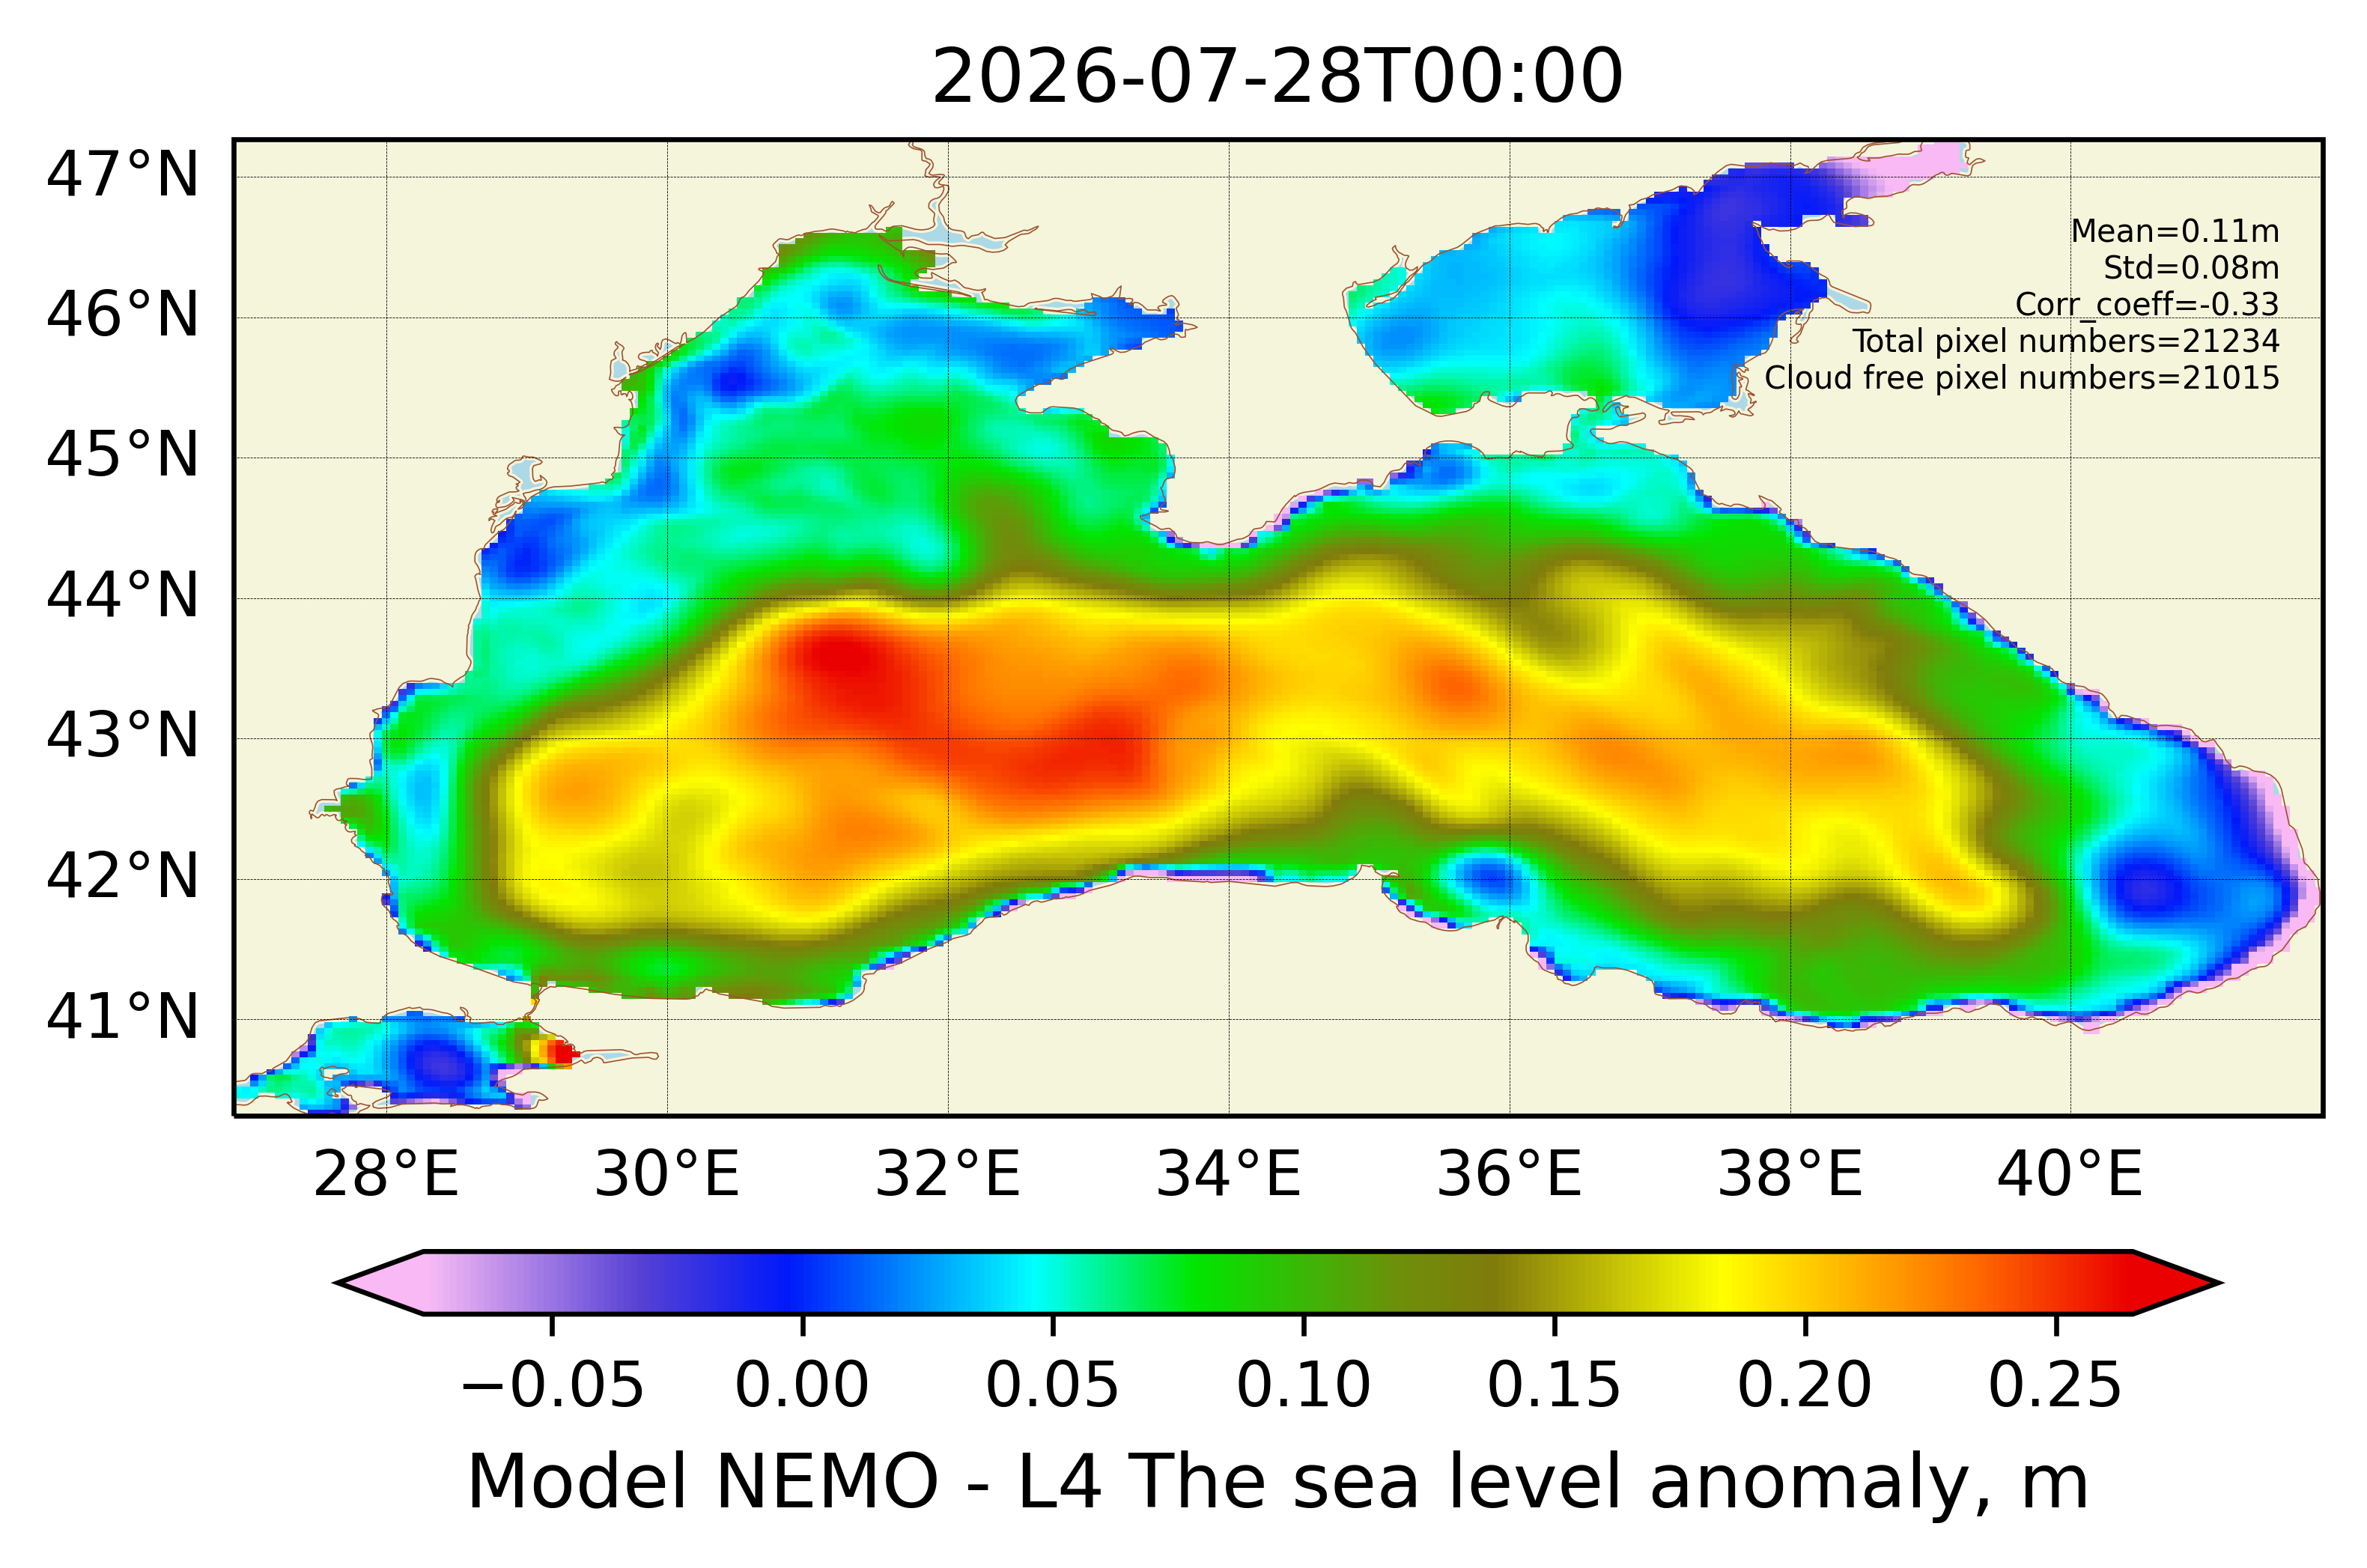 2026-07-28T00:00
47°N
46°N
45°N
44°N
43°N
42°N
41°N
Mean=0.11m
Std=0.08m
Corr_coeff=-0.33
Total pixel numbers=21234
Cloud free pixel numbers=21015
28°E 30°E 32°E 34°E 36°E 38°E 40°E
−0.05 0.00 0.05 0.10 0.15 0.20 0.25
Model NEMO - L4 The sea level anomaly, m